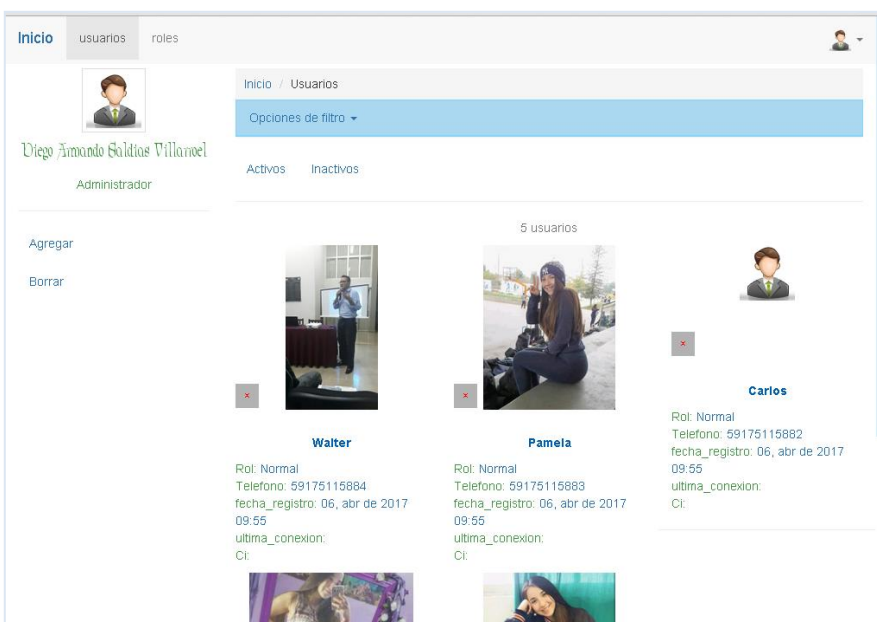 Inicio usuarios roles
Inicio / Usuarios
Opciones de filtro
Diego Armando Saldias Villarroel
Administrador
Agregar
Borrar
Activos Inactivos
5 usuarios
×
Walter
Rol: Normal
Telefono: 59175115884
fecha_registro: 06, abr de 2017
09:55
ultima_conexion:
Ci:
×
Pamela
Rol: Normal
Telefono: 59175115883
fecha_registro: 06, abr de 2017
09:55
ultima_conexion:
Ci:
×
Carlos
Rol: Normal
Telefono: 59175115882
fecha_registro: 06, abr de 2017
09:55
ultima_conexion:
Ci: